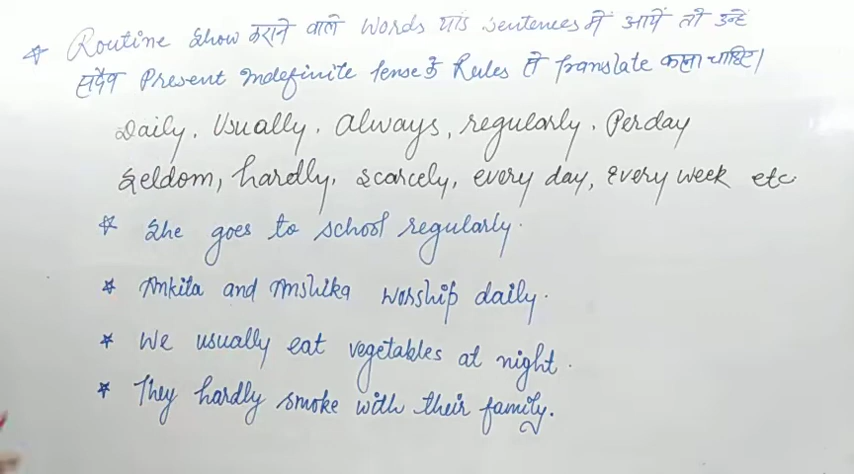 * Routine show कराने वाले words यदि sentences में आयें तो उन्हे
सदैव Present Indefinite Tense के Rules से Translate करना चाहिए।
Daily, Usually, Always, regularly, Perday
Seldom, hardly, scarcely, every day, every week etc.
* She goes to school regularly.
* Ankita and Anshika worship daily.
* We usually eat vegetables at night.
* They hardly smoke with their family.